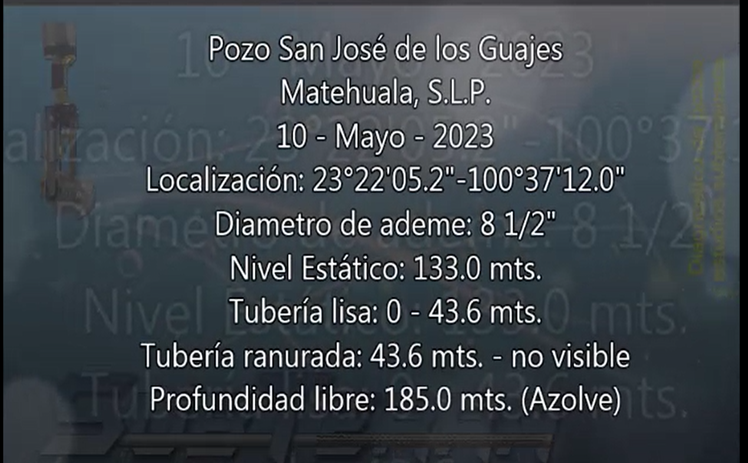 Pozo San José de los Guajes
Matehuala, S.L.P.
10 - Mayo - 2023
Localización: 23°22'05.2"-100°37'12.0"
Diametro de ademe: 8 1/2"
Nivel Estático: 133.0 mts.
Tubería lisa: 0 - 43.6 mts.
Tubería ranurada: 43.6 mts. - no visible
Profundidad libre: 185.0 mts. (Azolve)